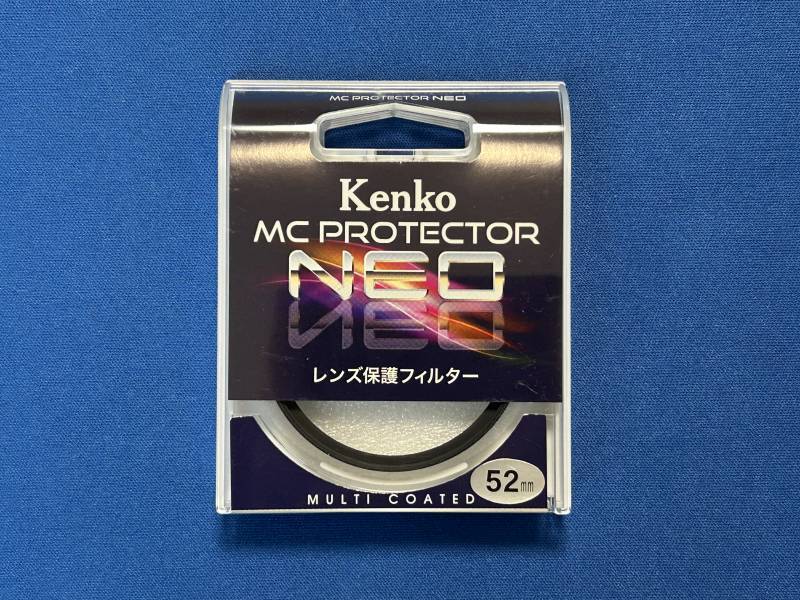 MC PROTECTOR NEO
Kenko
MC PROTECTOR
NEO
レンズ保護フィルター
52mm
MULTI COATED